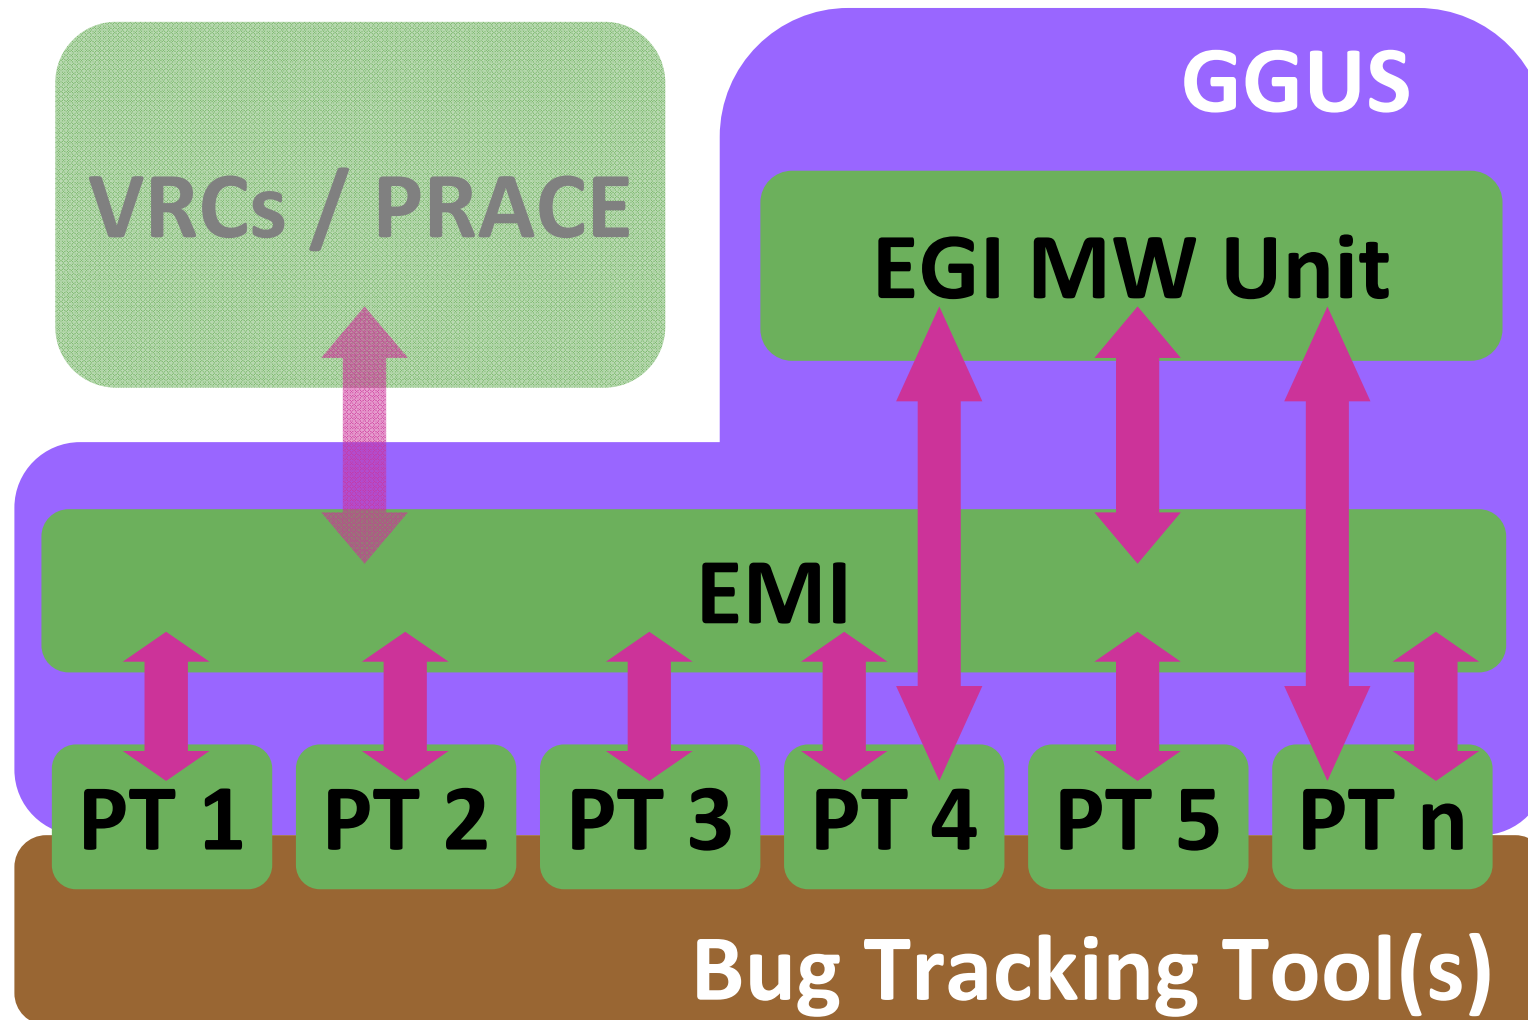 GGUS
VRCs / PRACE
EGI MW Unit
EMI
PT 1
PT 2
PT 3
PT 4
PT 5
PT n
Bug Tracking Tool(s)